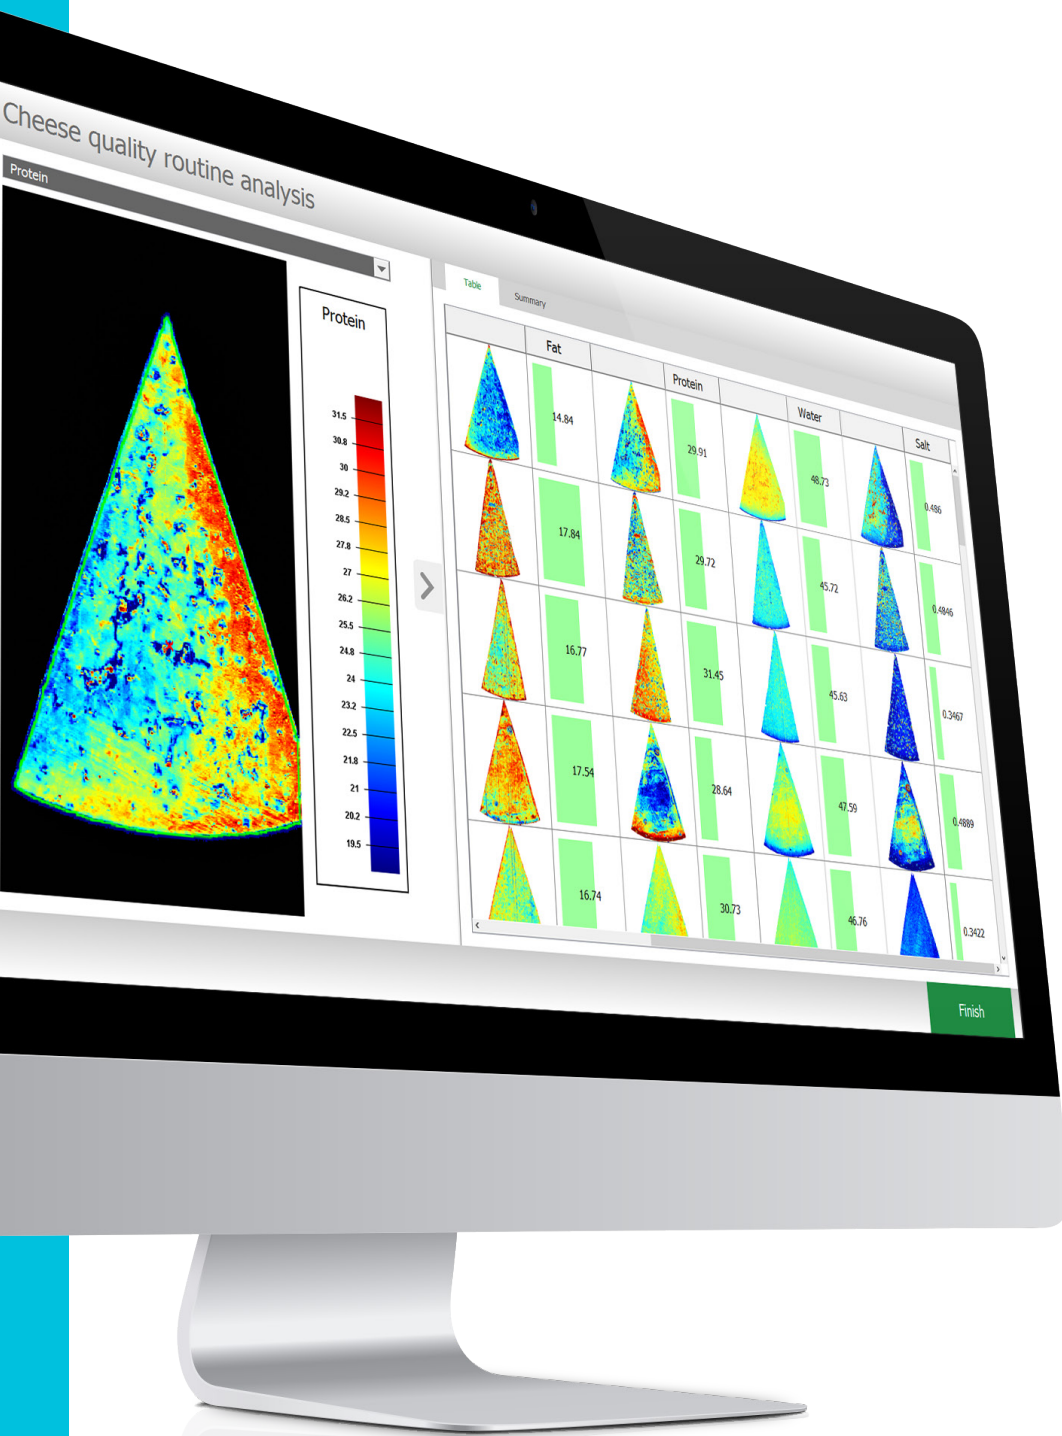 Cheese quality routine analysis
Protein
Protein
31.5
30.8
30
29.2
28.5
27.8
27
26.2
25.5
24.8
24
23.2
22.5
21.8
21
20.2
19.5
Table Summary
Fat Protein Water Salt
14.84 29.91 48.73 0.486
17.84 29.72 45.72 0.4846
16.77 31.45 45.63 0.3467
17.54 28.64 47.59 0.4889
16.74 30.73 46.76 0.3422
Finish